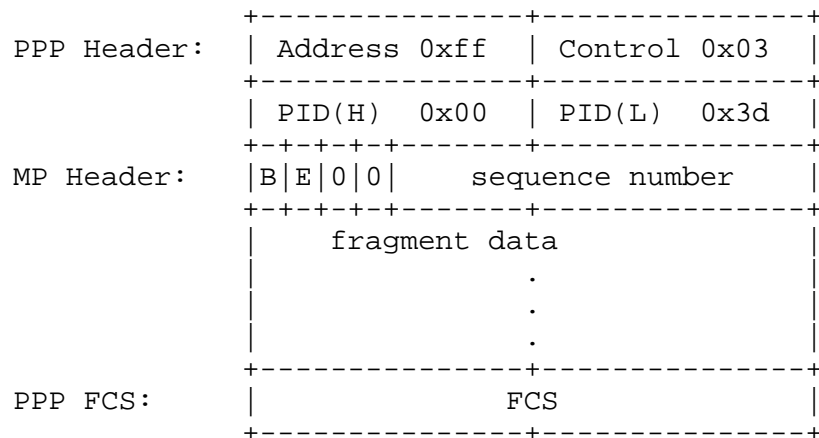 PPP Header: | Address 0xff | Control 0x03 |
| PID(H) 0x00 | PID(L) 0x3d |
MP Header: |B|E|0|0| sequence number |
| fragment data |
| . |
| . |
| . |
PPP FCS: | FCS |